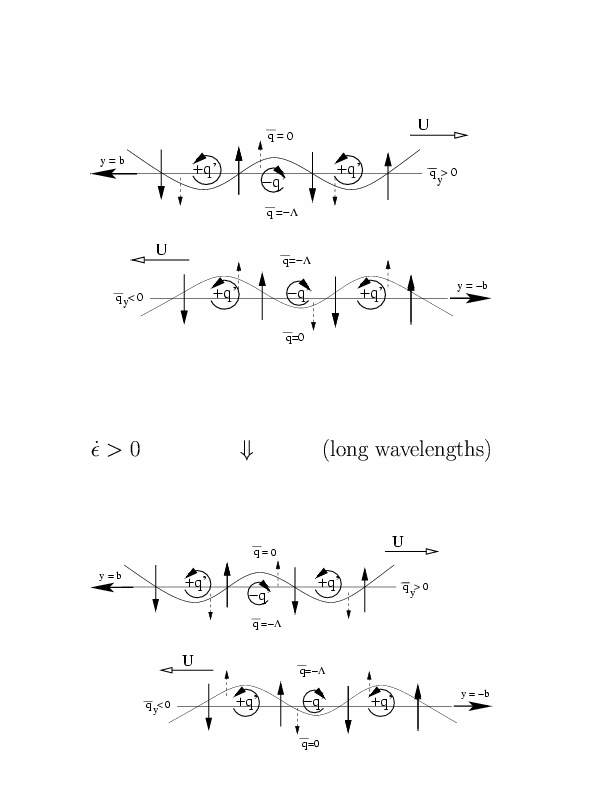 U
q̅ = 0
y = b
+q' −q +q'
q̅y > 0
q̅ = −Λ
U
q̅ = −Λ
y = −b
q̅y < 0
+q' −q +q'
q̅ = 0
ϵ̇ > 0 ⇓ (long wavelengths)
U
q̅ = 0
y = b
+q' −q +q'
q̅y > 0
q̅ = −Λ
U
q̅ = −Λ
y = −b
q̅y < 0
+q' −q +q'
q̅ = 0